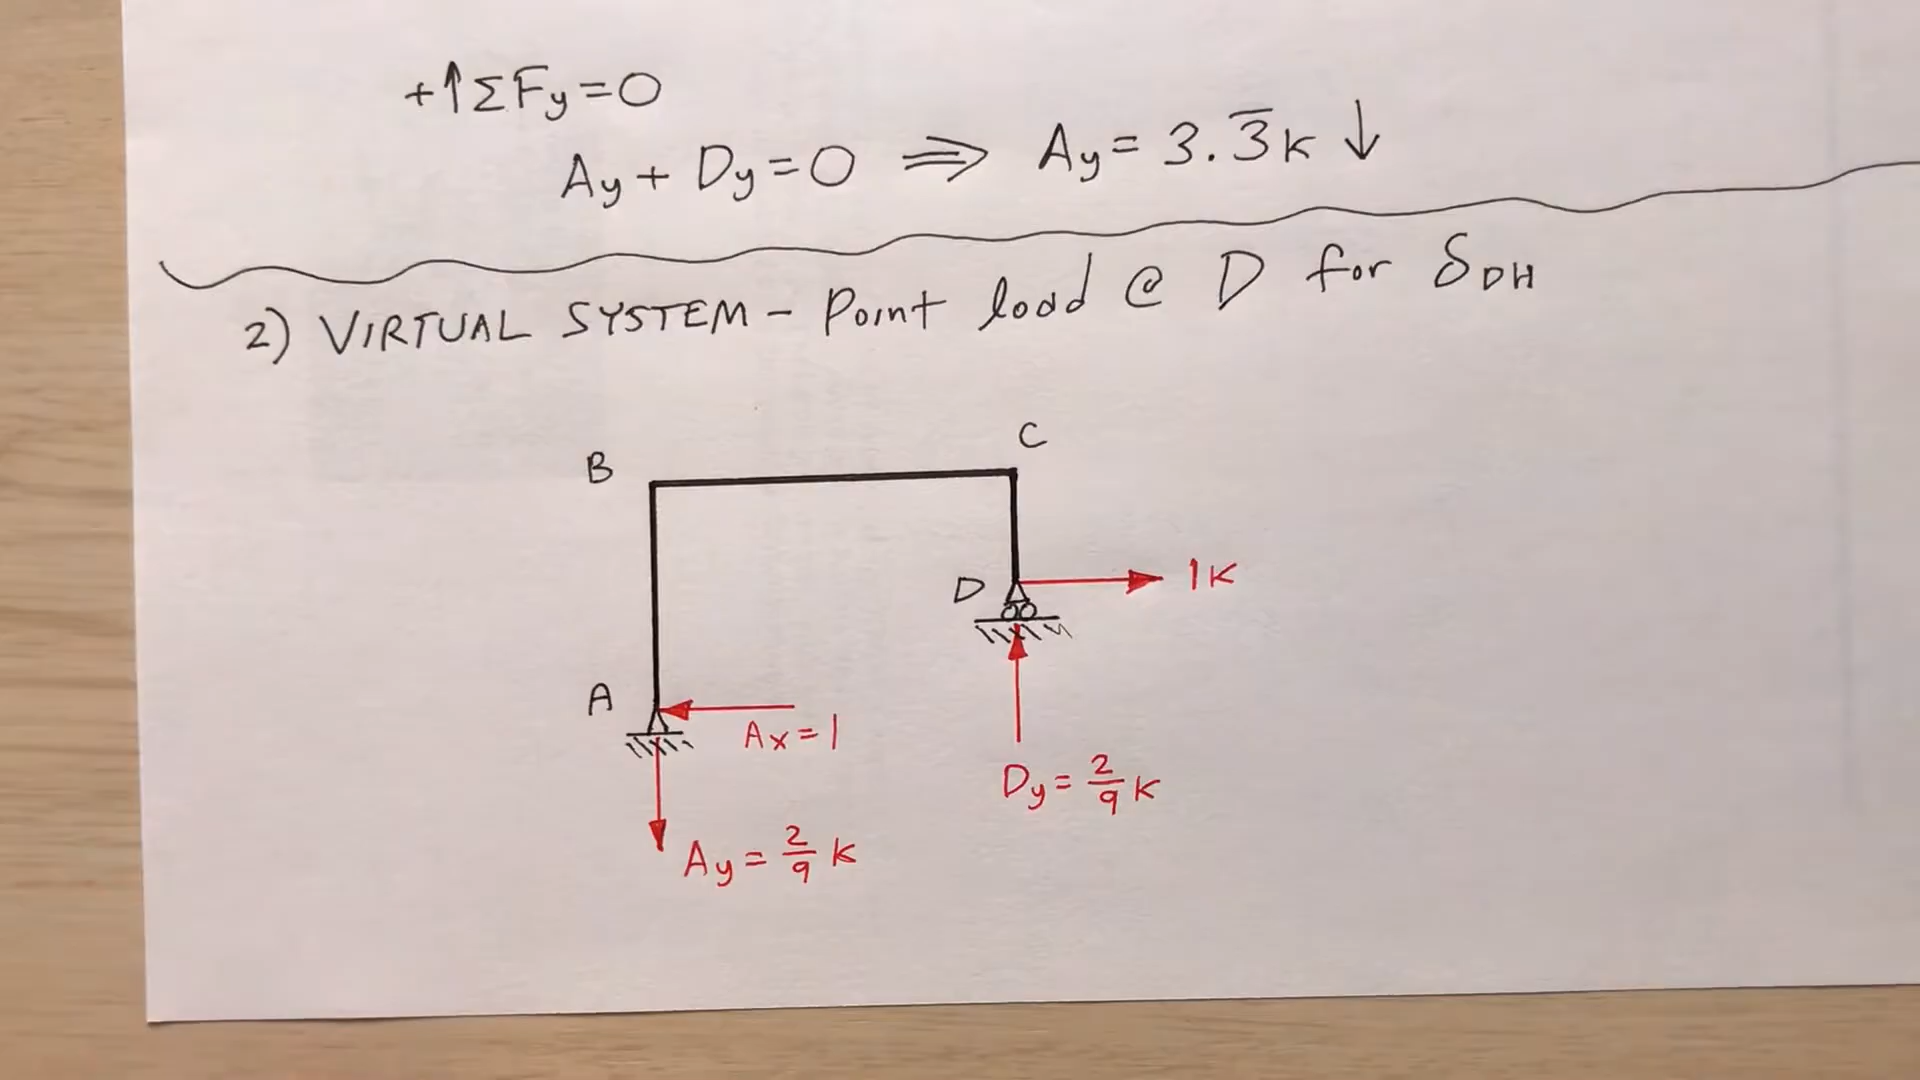 +↑ΣFy=0
Ay + Dy=0 ⟹ Ay= 3.3̅k ↓
2) VIRTUAL SYSTEM - Point load @ D for δDH
C
B
D
1K
A
Ax=1
Dy= 2/9 K
Ay= 2/9 K